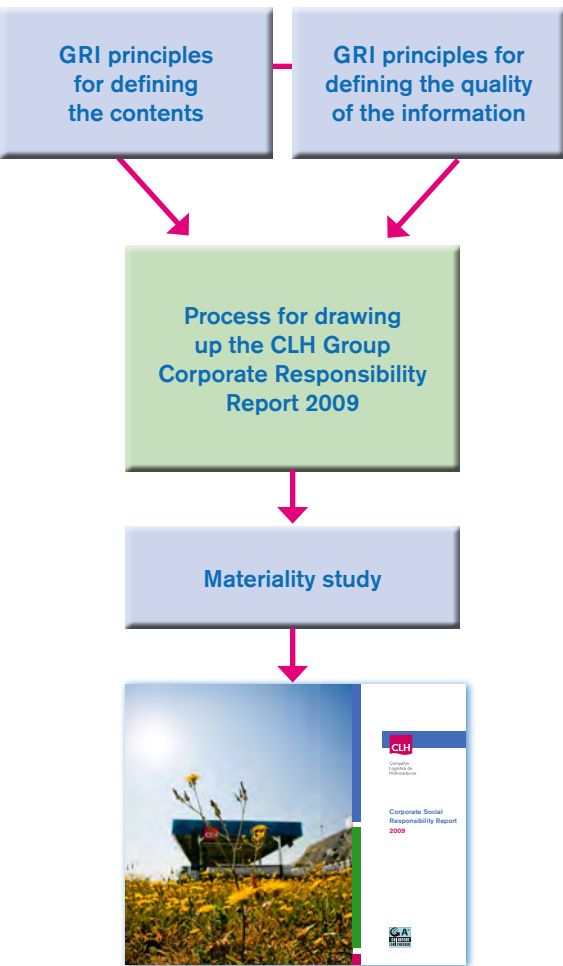 GRI principles
for defining
the contents
GRI principles for
defining the quality
of the information
Process for drawing
up the CLH Group
Corporate Responsibility
Report 2009
Materiality study
CLH
CLH
Compañía
Logística de
Hidrocarburos
Corporate Social
Responsibility Report
2009
A+
GRI REPORT